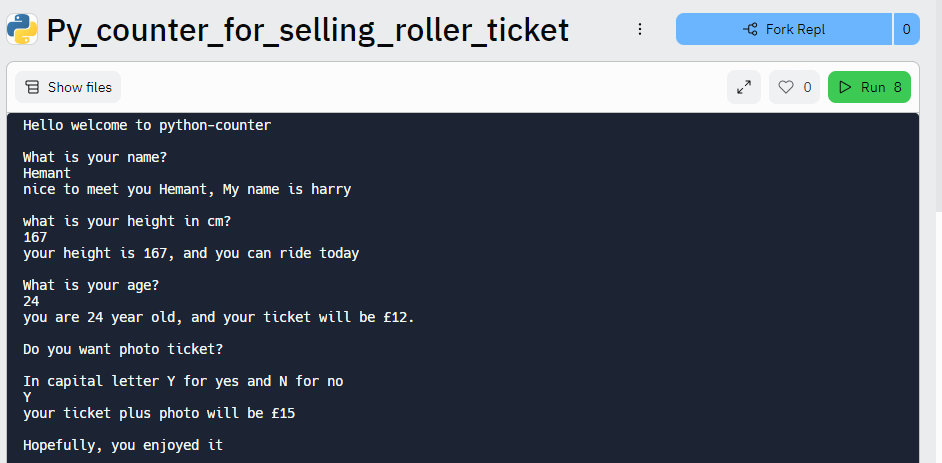 Py_counter_for_selling_roller_ticket
Fork Repl 0
Show files
0
Run 8
Hello welcome to python-counter
What is your name?
Hemant
nice to meet you Hemant, My name is harry
what is your height in cm?
167
your height is 167, and you can ride today
What is your age?
24
you are 24 year old, and your ticket will be £12.
Do you want photo ticket?
In capital letter Y for yes and N for no
Y
your ticket plus photo will be £15
Hopefully, you enjoyed it